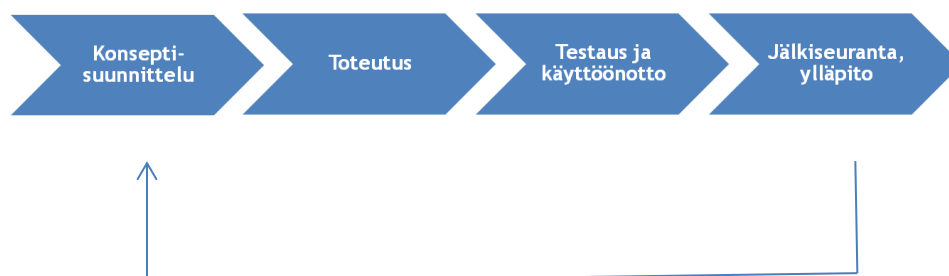 Konsepti-
suunnittelu
Toteutus
Testaus ja
käyttöönotto
Jälkiseuranta,
ylläpito